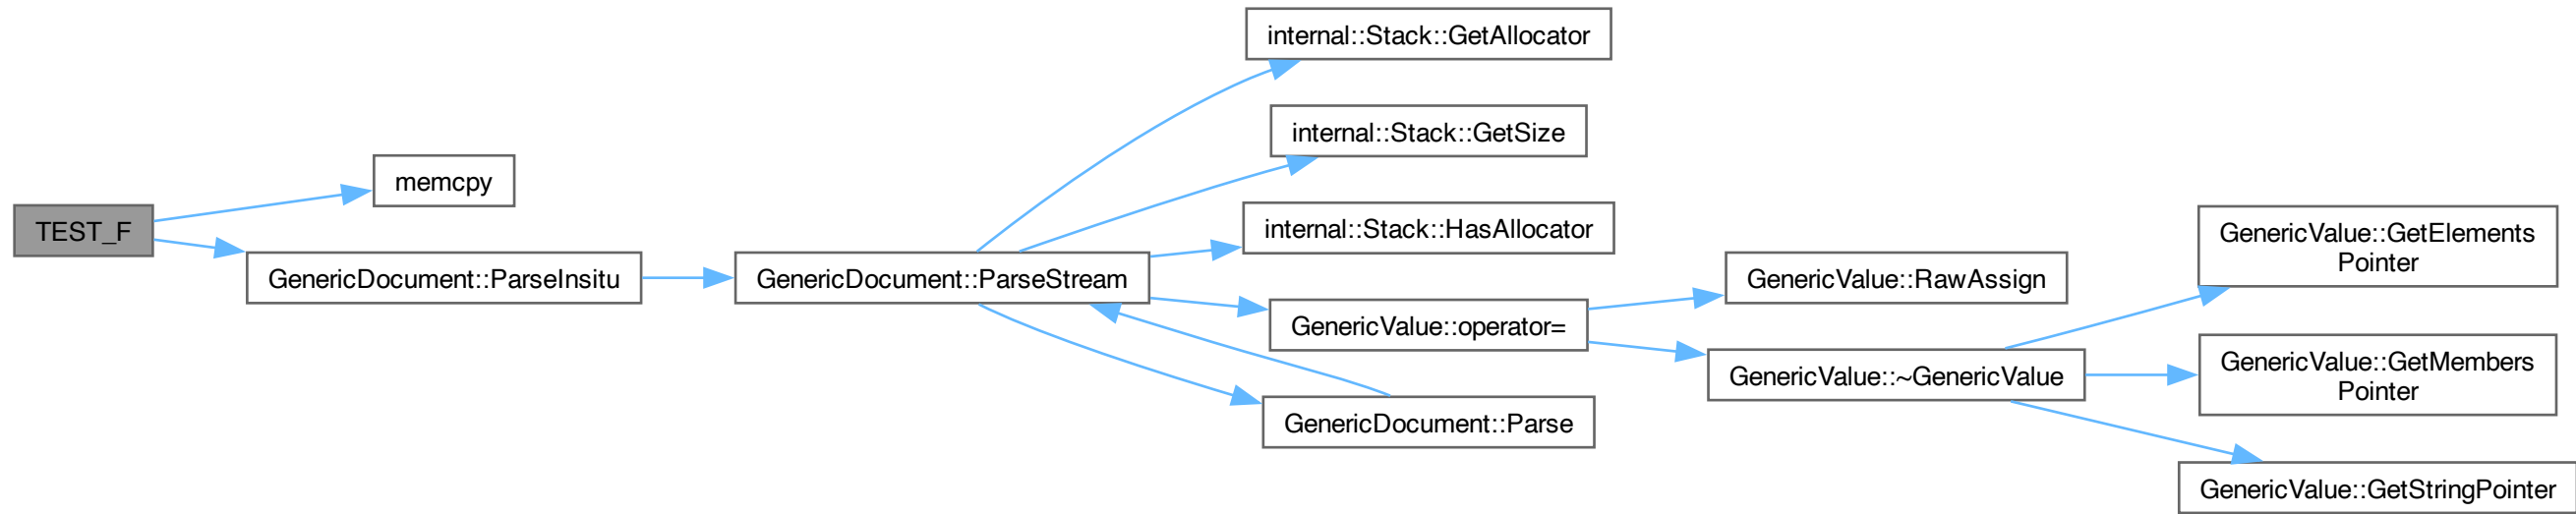 TEST_F
memcpy
GenericDocument::ParseInsitu
GenericDocument::ParseStream
internal::Stack::GetAllocator
internal::Stack::GetSize
internal::Stack::HasAllocator
GenericValue::operator=
GenericDocument::Parse
GenericValue::RawAssign
GenericValue::~GenericValue
GenericValue::GetElements
Pointer
GenericValue::GetMembers
Pointer
GenericValue::GetStringPointer